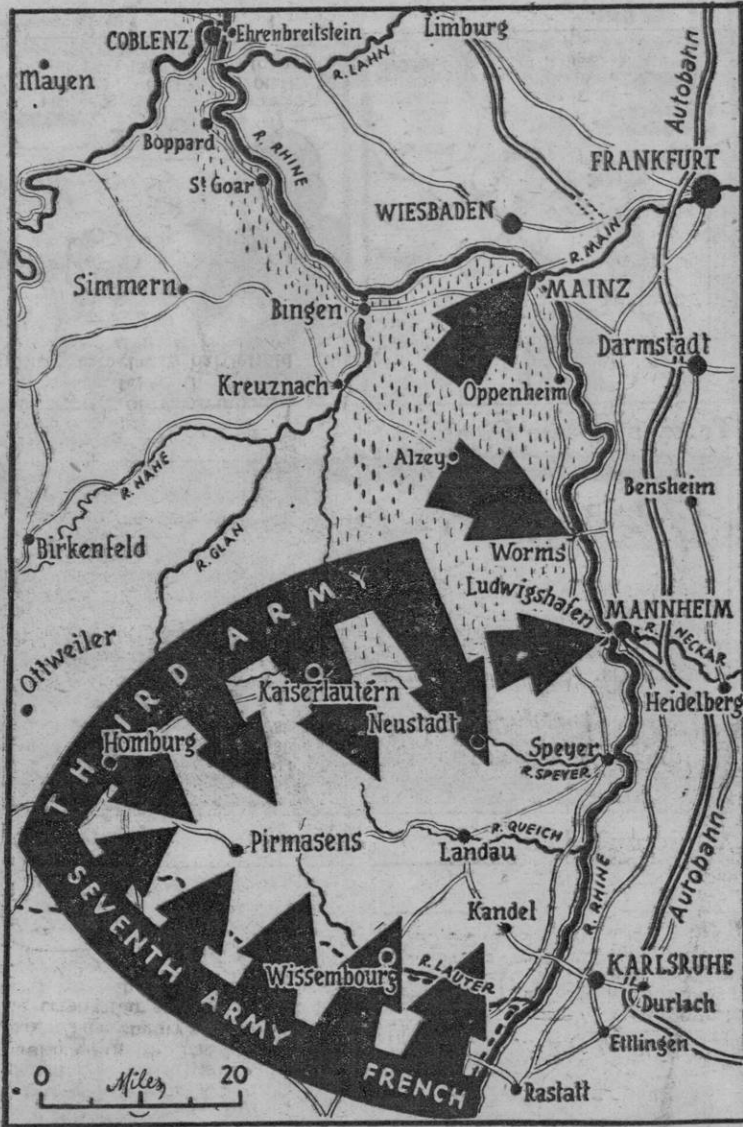 COBLENZ
Ehrenbreitstein
Limburg
Mayen
R. LAHN
Autobahn
Boppard
R. RHINE
FRANKFURT
St Goar
WIESBADEN
R. MAIN
Simmern
Bingen
MAINZ
Darmstadt
Kreuznach
Oppenheim
Alzey
Bensheim
R. NAHE
Birkenfeld
R. GLAN
Worms
Ludwigshafen
MANNHEIM
R. NECKAR
THIRD ARMY
Ottweiler
Kaiserlautern
Heidelberg
Neustadt
Homburg
Speyer
R. SPEYER
Pirmasens
R. QUEICH
Landau
R. RHINE
Autobahn
SEVENTH ARMY
Kandel
Wissembourg
R. LAUTER
KARLSRUHE
Durlach
Ettlingen
FRENCH
0 Miles 20
Rastatt